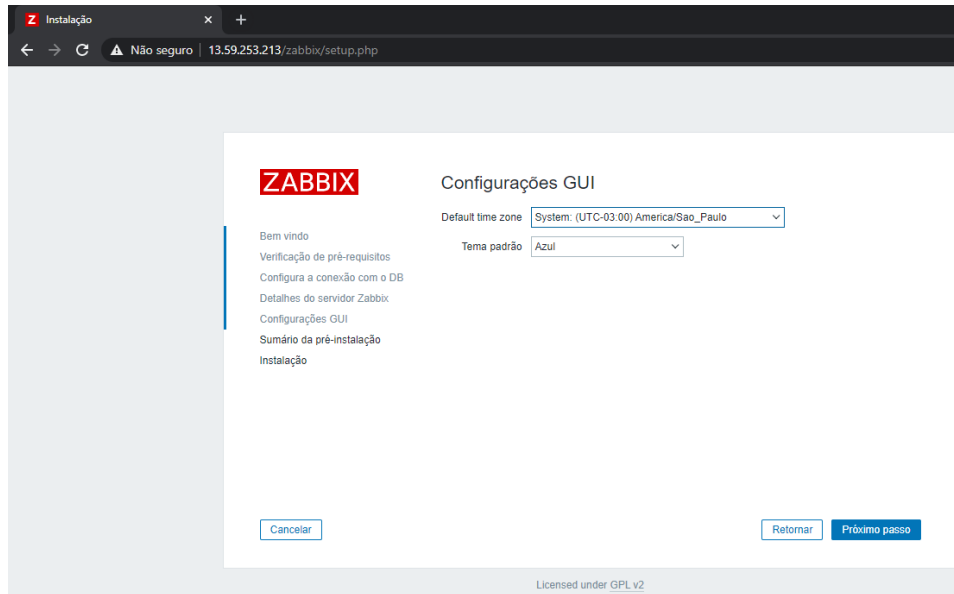 Z Instalação × +
Não seguro | 13.59.253.213/zabbix/setup.php
ZABBIX
Configurações GUI
Default time zone System: (UTC-03:00) America/Sao_Paulo
Tema padrão Azul
Bem vindo
Verificação de pré-requisitos
Configura a conexão com o DB
Detalhes do servidor Zabbix
Configurações GUI
Sumário da pré-instalação
Instalação
Cancelar
Retornar
Próximo passo
Licensed under GPL v2